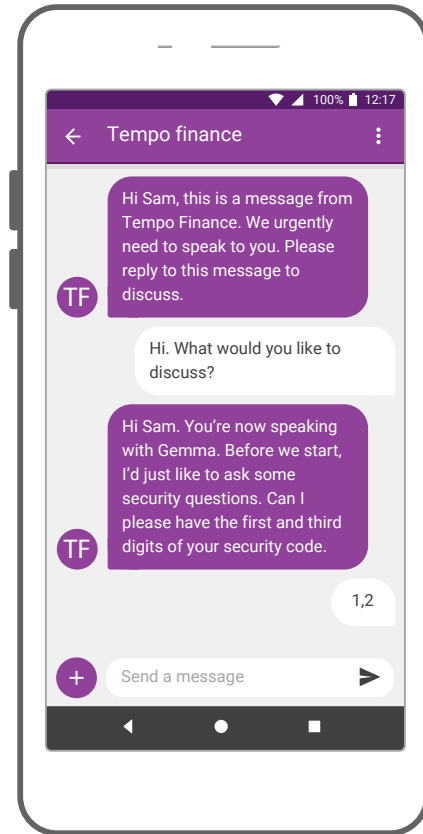 100% 12:17
Tempo finance
Hi Sam, this is a message from
Tempo Finance. We urgently
need to speak to you. Please
reply to this message to
discuss.
TF
Hi. What would you like to
discuss?
Hi Sam. You’re now speaking
with Gemma. Before we start,
I’d just like to ask some
security questions. Can I
please have the first and third
digits of your security code.
TF
1,2
Send a message